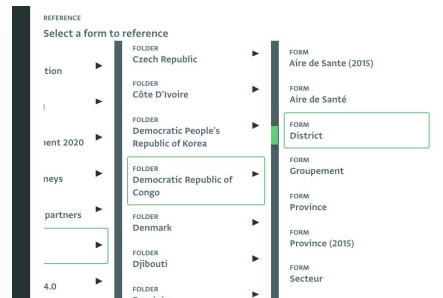 REFERENCE
Select a form to reference
tion
nent 2020
neys
partners
4.0
FOLDER
Czech Republic
FOLDER
Côte D'Ivoire
FOLDER
Democratic People's
Republic of Korea
FOLDER
Democratic Republic of
Congo
FOLDER
Denmark
FOLDER
Djibouti
FOLDER
FORM
Aire de Sante (2015)
FORM
Aire de Santé
FORM
District
FORM
Groupement
FORM
Province
FORM
Province (2015)
FORM
Secteur